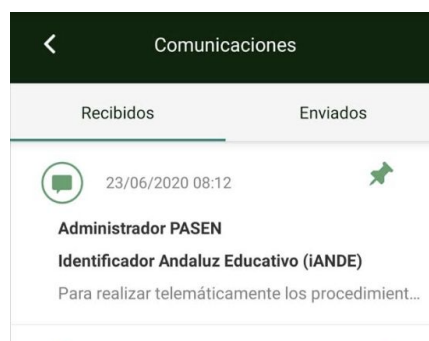 Comunicaciones
Recibidos
Enviados
23/06/2020 08:12
Administrador PASEN
Identificador Andaluz Educativo (iANDE)
Para realizar telemáticamente los procedimient...